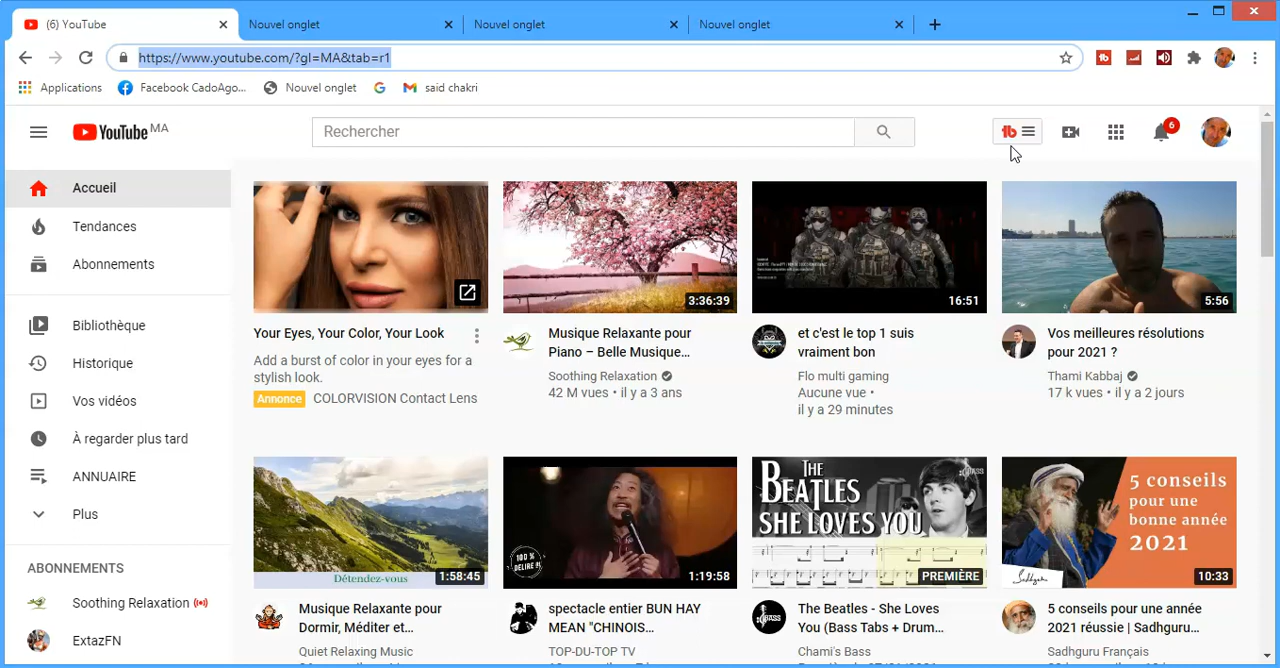 (6) YouTube
Nouvel onglet
Nouvel onglet
Nouvel onglet
https://www.youtube.com/?gl=MA&tab=r1
Applications
Facebook CadoAgo...
Nouvel onglet
said chakri
YouTube MA
Rechercher
6
Accueil
Tendances
Abonnements
Bibliothèque
Historique
Vos vidéos
À regarder plus tard
ANNUAIRE
Plus
ABONNEMENTS
Soothing Relaxation
ExtazFN
Your Eyes, Your Color, Your Look
Add a burst of color in your eyes for a
stylish look.
Annonce COLORVISION Contact Lens
3:36:39
Musique Relaxante pour
Piano – Belle Musique...
Soothing Relaxation
42 M vues • il y a 3 ans
16:51
et c'est le top 1 suis
vraiment bon
Flo multi gaming
Aucune vue •
il y a 29 minutes
5:56
Vos meilleures résolutions
pour 2021 ?
Thami Kabbaj
17 k vues • il y a 2 jours
Détendez-vous
1:58:45
Musique Relaxante pour
Dormir, Méditer et...
Quiet Relaxing Music
100 %
DELIRE !!!
1:19:58
spectacle entier BUN HAY
MEAN "CHINOIS...
TOP-DU-TOP TV
THE
BEATLES
SHE LOVES YOU
PREMIÈRE
The Beatles - She Loves
You (Bass Tabs + Drum...
Chami's Bass
5 conseils
pour une
bonne année
2021
Sadhguru
10:33
5 conseils pour une année
2021 réussie | Sadhguru...
Sadhguru Français